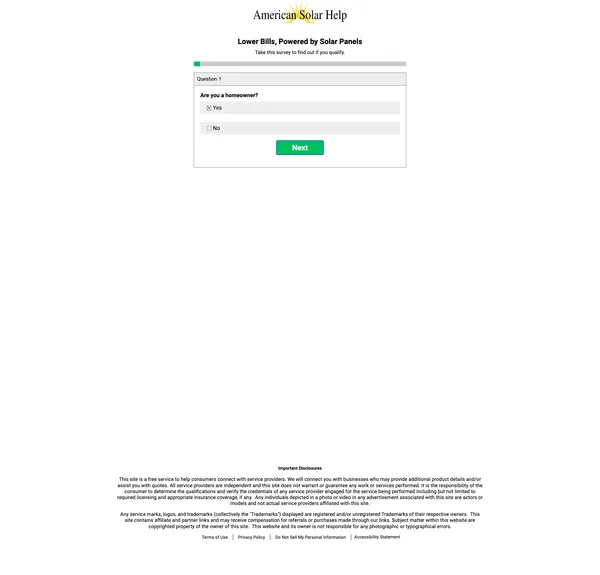 American Solar Help
Lower Bills, Powered by Solar Panels
Take this survey to find out if you qualify.
Question 1
Are you a homeowner?
Yes
No
Next
Important Disclosures
This site is a free service to help consumers connect with service providers. We will connect you with businesses who may provide additional product details and/or
assist you with quotes. All service providers are independent and this site does not warrant or guarantee any work or services performed. It is the responsibility of the
consumer to determine the qualifications and verify the credentials of any service provider engaged for the service being performed including but not limited to
required licensing and appropriate insurance coverage, if any. Any individuals depicted in a photo or video in any advertisement associated with this site are actors or
models and not actual service providers affiliated with this site.
Any service marks, logos, and trademarks (collectively the "Trademarks") displayed are registered and/or unregistered Trademarks of their respective owners. This
site contains affiliate and partner links and may receive compensation for referrals or purchases made through our links. Subject matter within this website are
copyrighted property of the owner of this site. This website and its owner is not responsible for any photographic or typographical errors.
Terms of Use | Privacy Policy | Do Not Sell My Personal Information | Accessibility Statement